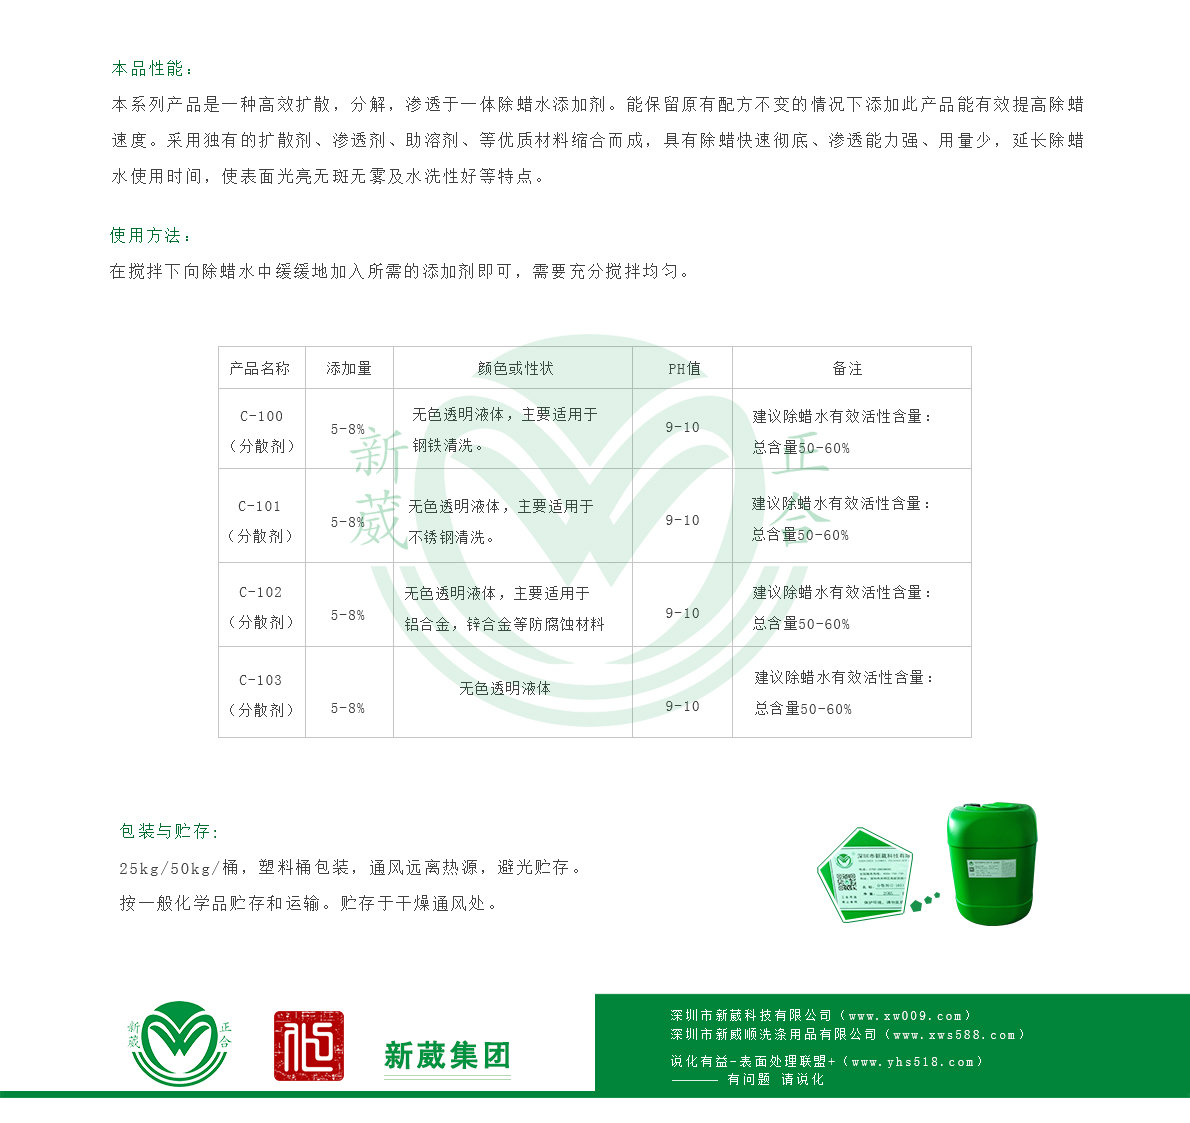 本品性能：
本系列产品是一种高效扩散，分解，渗透于一体除蜡水添加剂。能保留原有配方不变的情况下添加此产品能有效提高除蜡
速度。采用独有的扩散剂、渗透剂、助溶剂、等优质材料缩合而成，具有除蜡快速彻底、渗透能力强、用量少，延长除蜡
水使用时间，使表面光亮无斑无雾及水洗性好等特点。
使用方法：
在搅拌下向除蜡水中缓缓地加入所需的添加剂即可，需要充分搅拌均匀。
产品名称 添加量 颜色或性状 PH值 备注
C-100
（分散剂）
5-8%
无色透明液体，主要适用于
钢铁清洗。
9-10
建议除蜡水有效活性含量：
总含量50-60%
C-101
（分散剂）
5-8%
无色透明液体，主要适用于
不锈钢清洗。
9-10
建议除蜡水有效活性含量：
总含量50-60%
C-102
（分散剂）
5-8%
无色透明液体，主要适用于
铝合金，锌合金等防腐蚀材料
9-10
建议除蜡水有效活性含量：
总含量50-60%
C-103
（分散剂）
5-8%
无色透明液体
9-10
建议除蜡水有效活性含量：
总含量50-60%
新葳
正合
包装与贮存:
25kg/50kg/桶，塑料桶包装，通风远离热源，避光贮存。
按一般化学品贮存和运输。贮存于干燥通风处。
深圳市新葳科技有限
新葳
正合
新葳集团
深圳市新葳科技有限公司（www.xw009.com）
深圳市新威顺洗涤用品有限公司（www.xws588.com）
说化有益-表面处理联盟+（www.yhs518.com）
—— 有问题 请说化